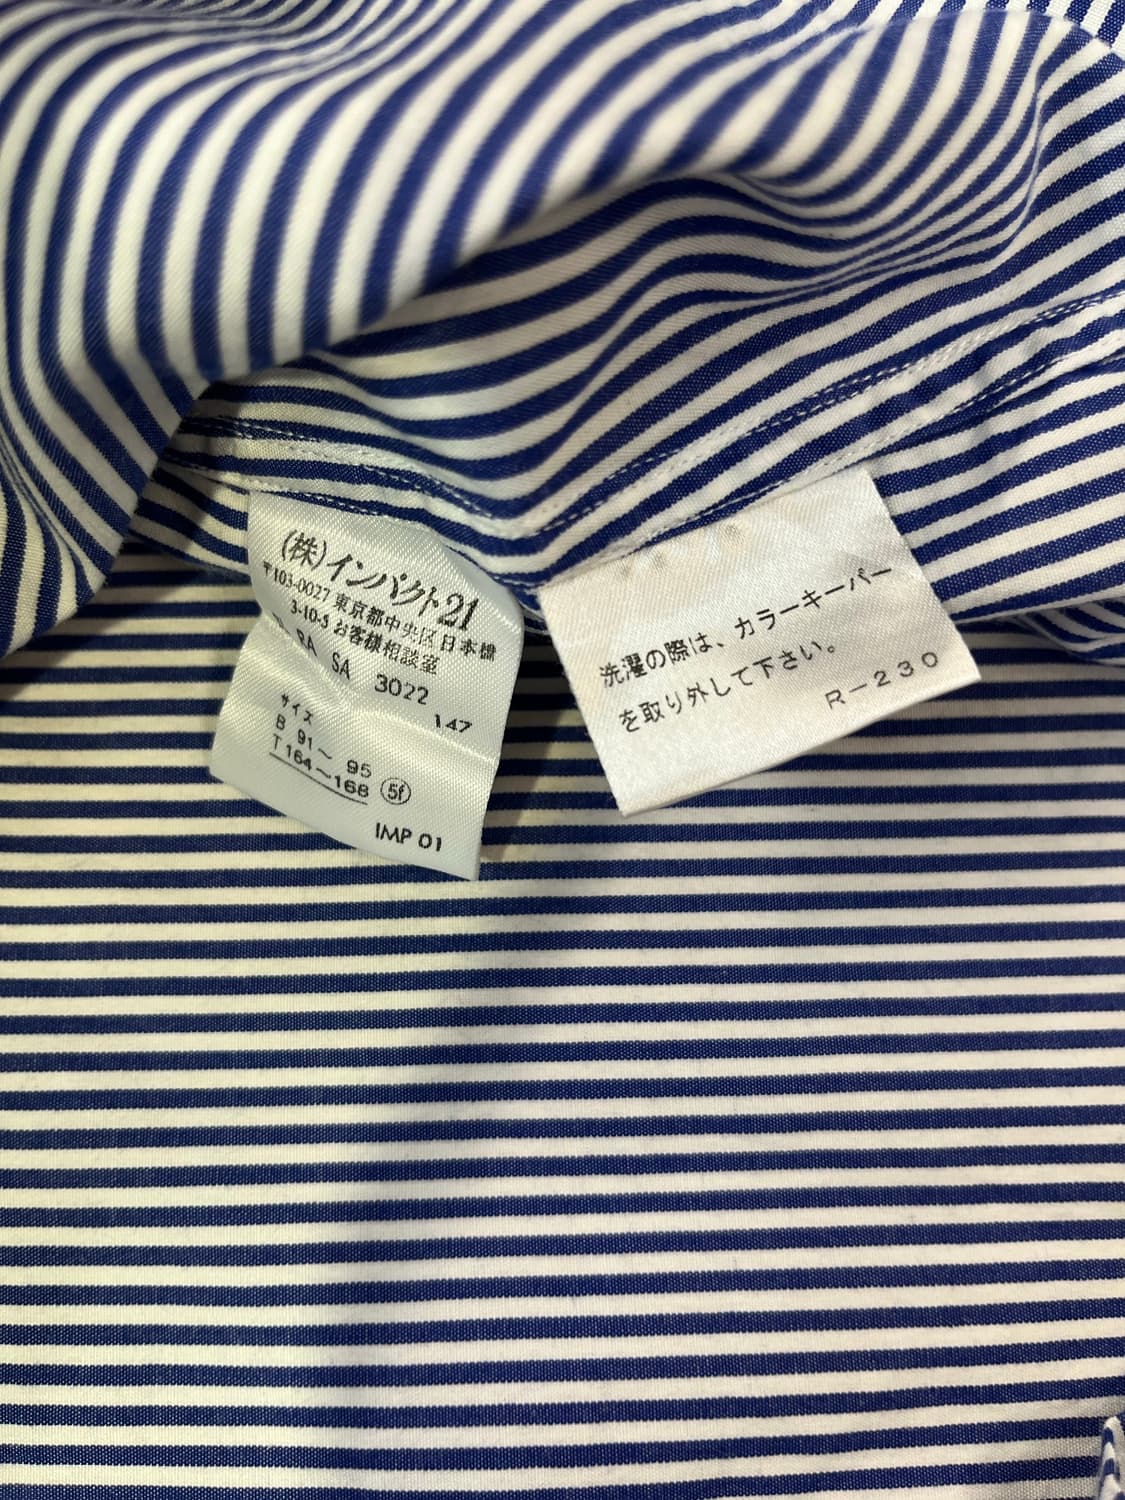 (株)インパクト21
〒103-0027 東京都中央区日本橋
3-10-5 お客様相談室
RA SA 3022
147
サイズ
B 91～95
T 164～168 5f
IMP 01
洗濯の際は、カラーキーパー
を取り外して下さい。
R-230